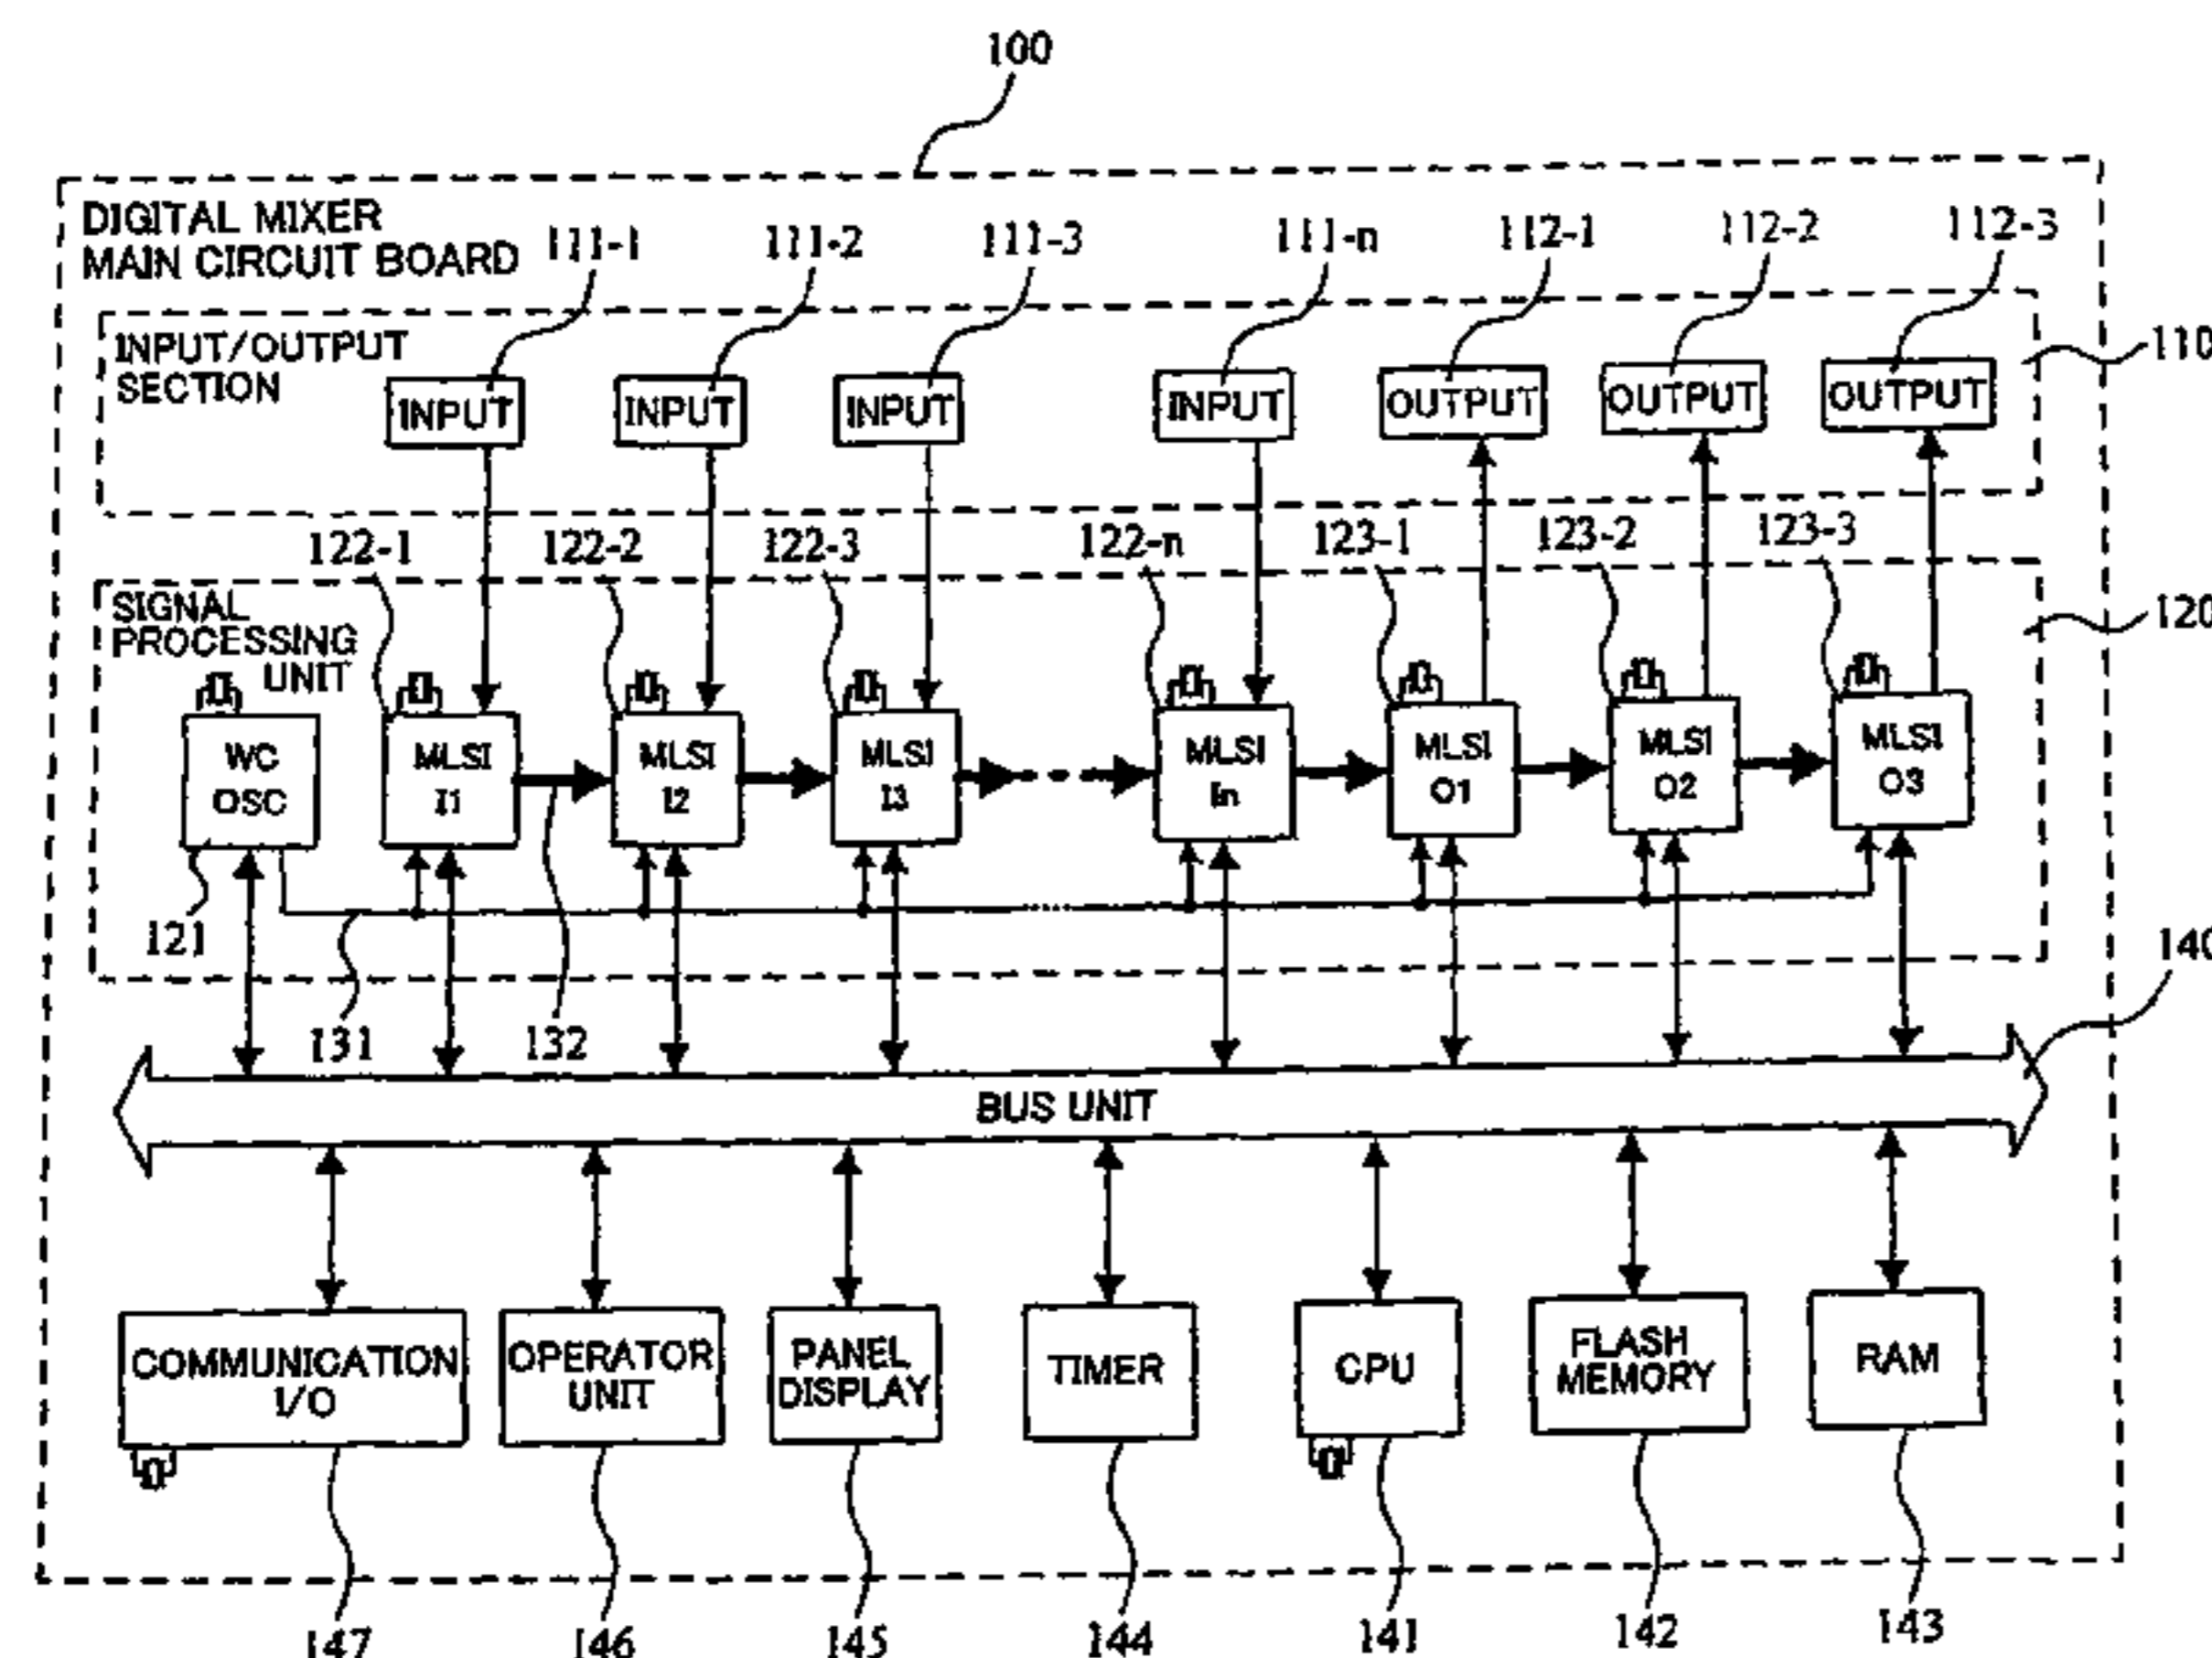 100
DIGITAL MIXER
MAIN CIRCUIT BOARD
111-1
111-2
111-3
111-n
112-1
112-2
112-3
INPUT/OUTPUT
SECTION
110
INPUT
INPUT
INPUT
INPUT
OUTPUT
OUTPUT
OUTPUT
122-1
122-2
122-3
122-n
123-1
123-2
123-3
SIGNAL
PROCESSING
UNIT
120
WC
OSC
MLSI
I1
MLSI
I2
MLSI
I3
MLSI
In
MLSI
O1
MLSI
O2
MLSI
O3
121
131
132
140
BUS UNIT
COMMUNICATION
I/O
OPERATOR
UNIT
PANEL
DISPLAY
TIMER
CPU
FLASH
MEMORY
RAM
147
146
145
144
141
142
143